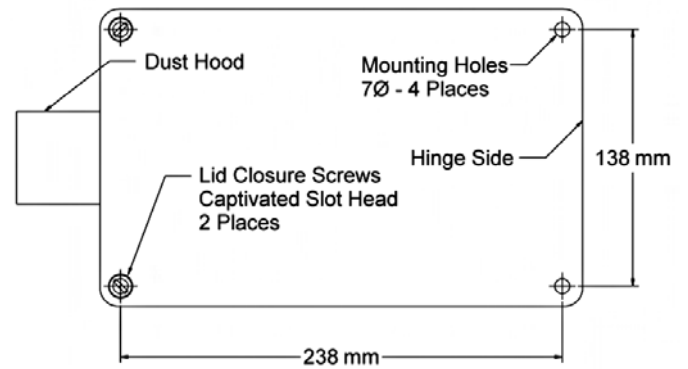 Dust Hood
Mounting Holes
7Ø - 4 Places
Hinge Side
138 mm
Lid Closure Screws
Captivated Slot Head
2 Places
238 mm